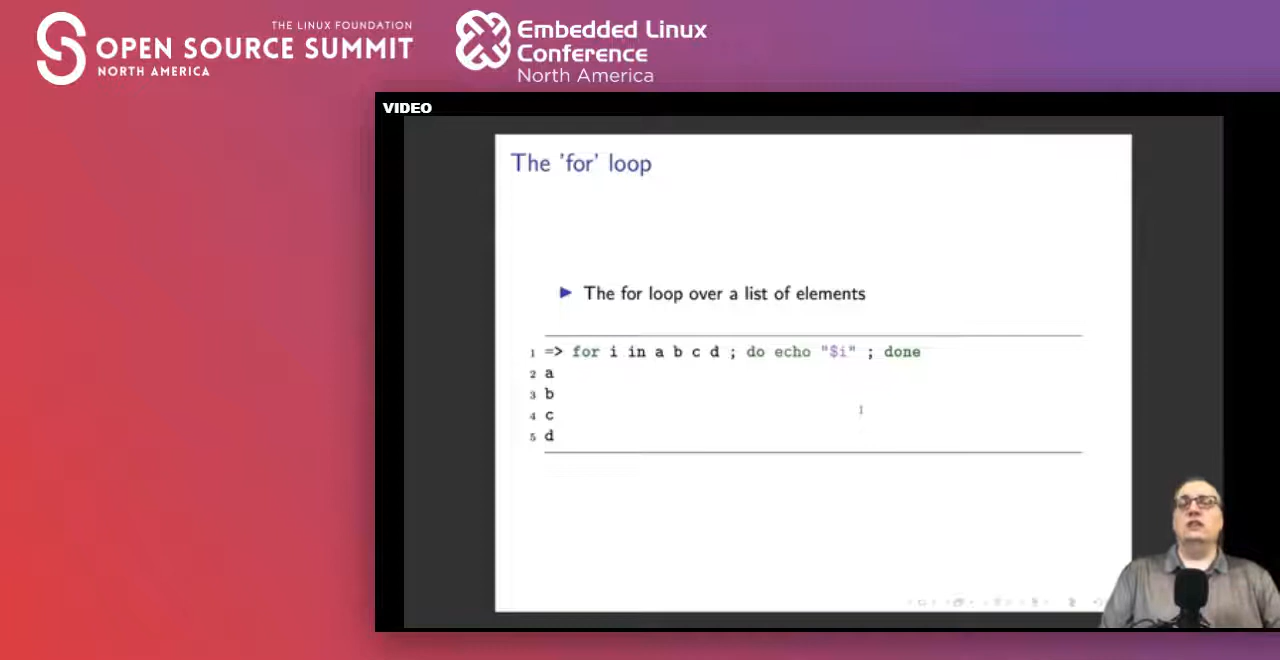 THE LINUX FOUNDATION
OPEN SOURCE SUMMIT
NORTH AMERICA
Embedded Linux
Conference
North America
VIDEO
The 'for' loop
The for loop over a list of elements
1 => for i in a b c d ; do echo "$i" ; done
2 a
3 b
4 c
5 d